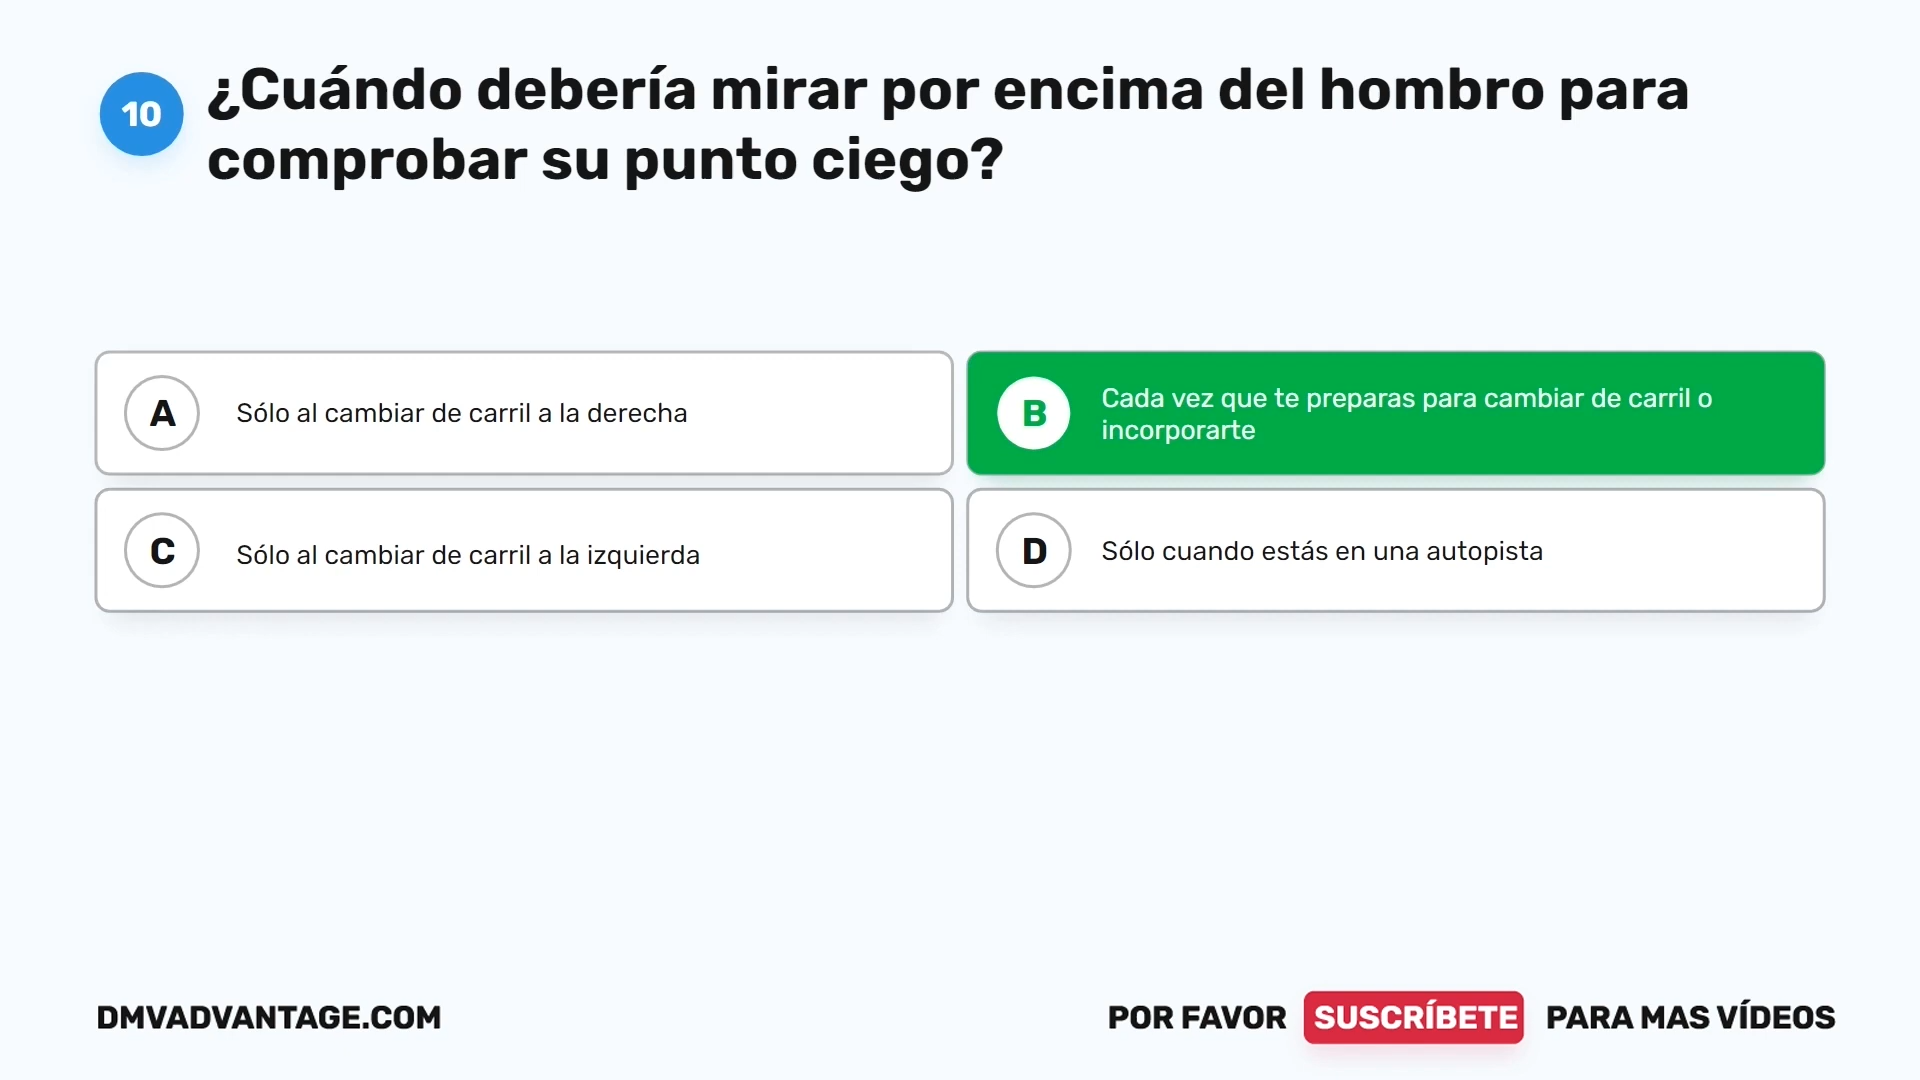 10
¿Cuándo debería mirar por encima del hombro para
comprobar su punto ciego?
A
Sólo al cambiar de carril a la derecha
B
Cada vez que te preparas para cambiar de carril o
incorporarte
C
Sólo al cambiar de carril a la izquierda
D
Sólo cuando estás en una autopista
DMVADVANTAGE.COM
POR FAVOR SUSCRÍBETE PARA MAS VÍDEOS